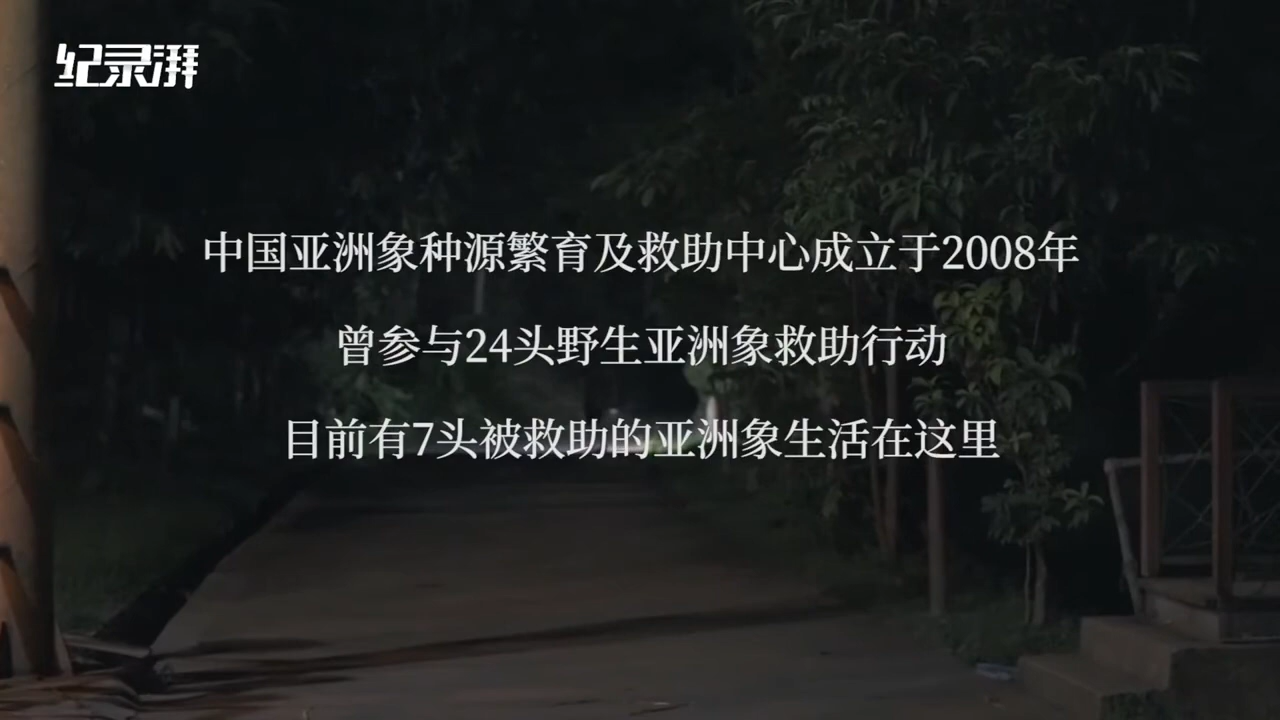 纪录湃
中国亚洲象种源繁育及救助中心成立于2008年
曾参与24头野生亚洲象救助行动
目前有7头被救助的亚洲象生活在这里